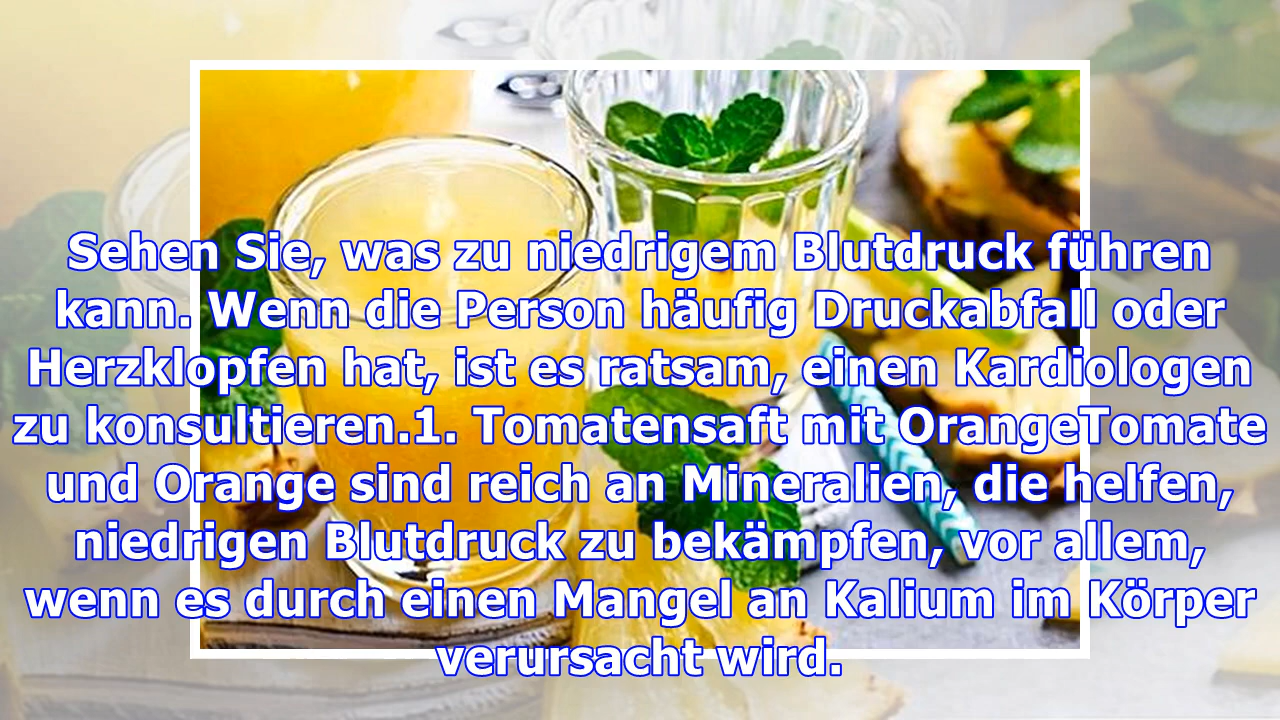 Sehen Sie, was zu niedrigem Blutdruck führen
kann. Wenn die Person häufig Druckabfall oder
Herzklopfen hat, ist es ratsam, einen Kardiologen
zu konsultieren.1. Tomatensaft mit OrangeTomate
und Orange sind reich an Mineralien, die helfen,
niedrigen Blutdruck zu bekämpfen, vor allem,
wenn es durch einen Mangel an Kalium im Körper
verursacht wird.